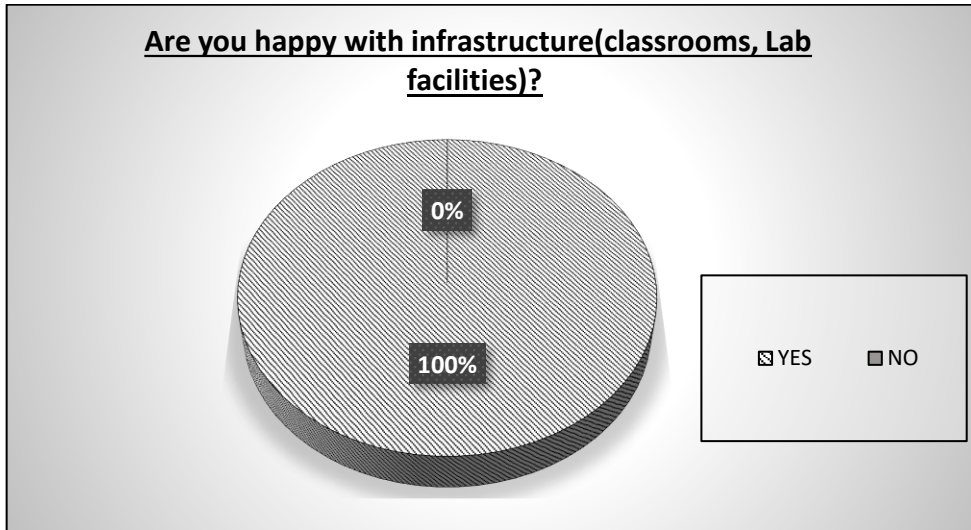 Are you happy with infrastructure(classrooms, Lab
facilities)?
0%
100%
YES NO